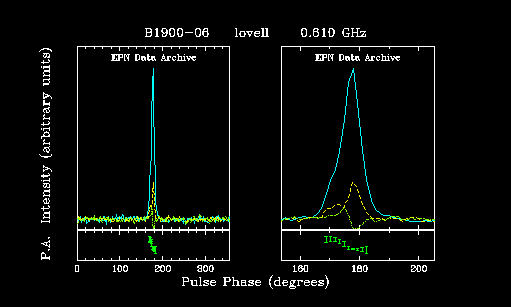 B1900-06 lovell 0.610 GHz
EPN Data Archive EPN Data Archive
Intensity (arbitrary units)
P.A.
0 100 200 300 160 180 200
Pulse Phase (degrees)